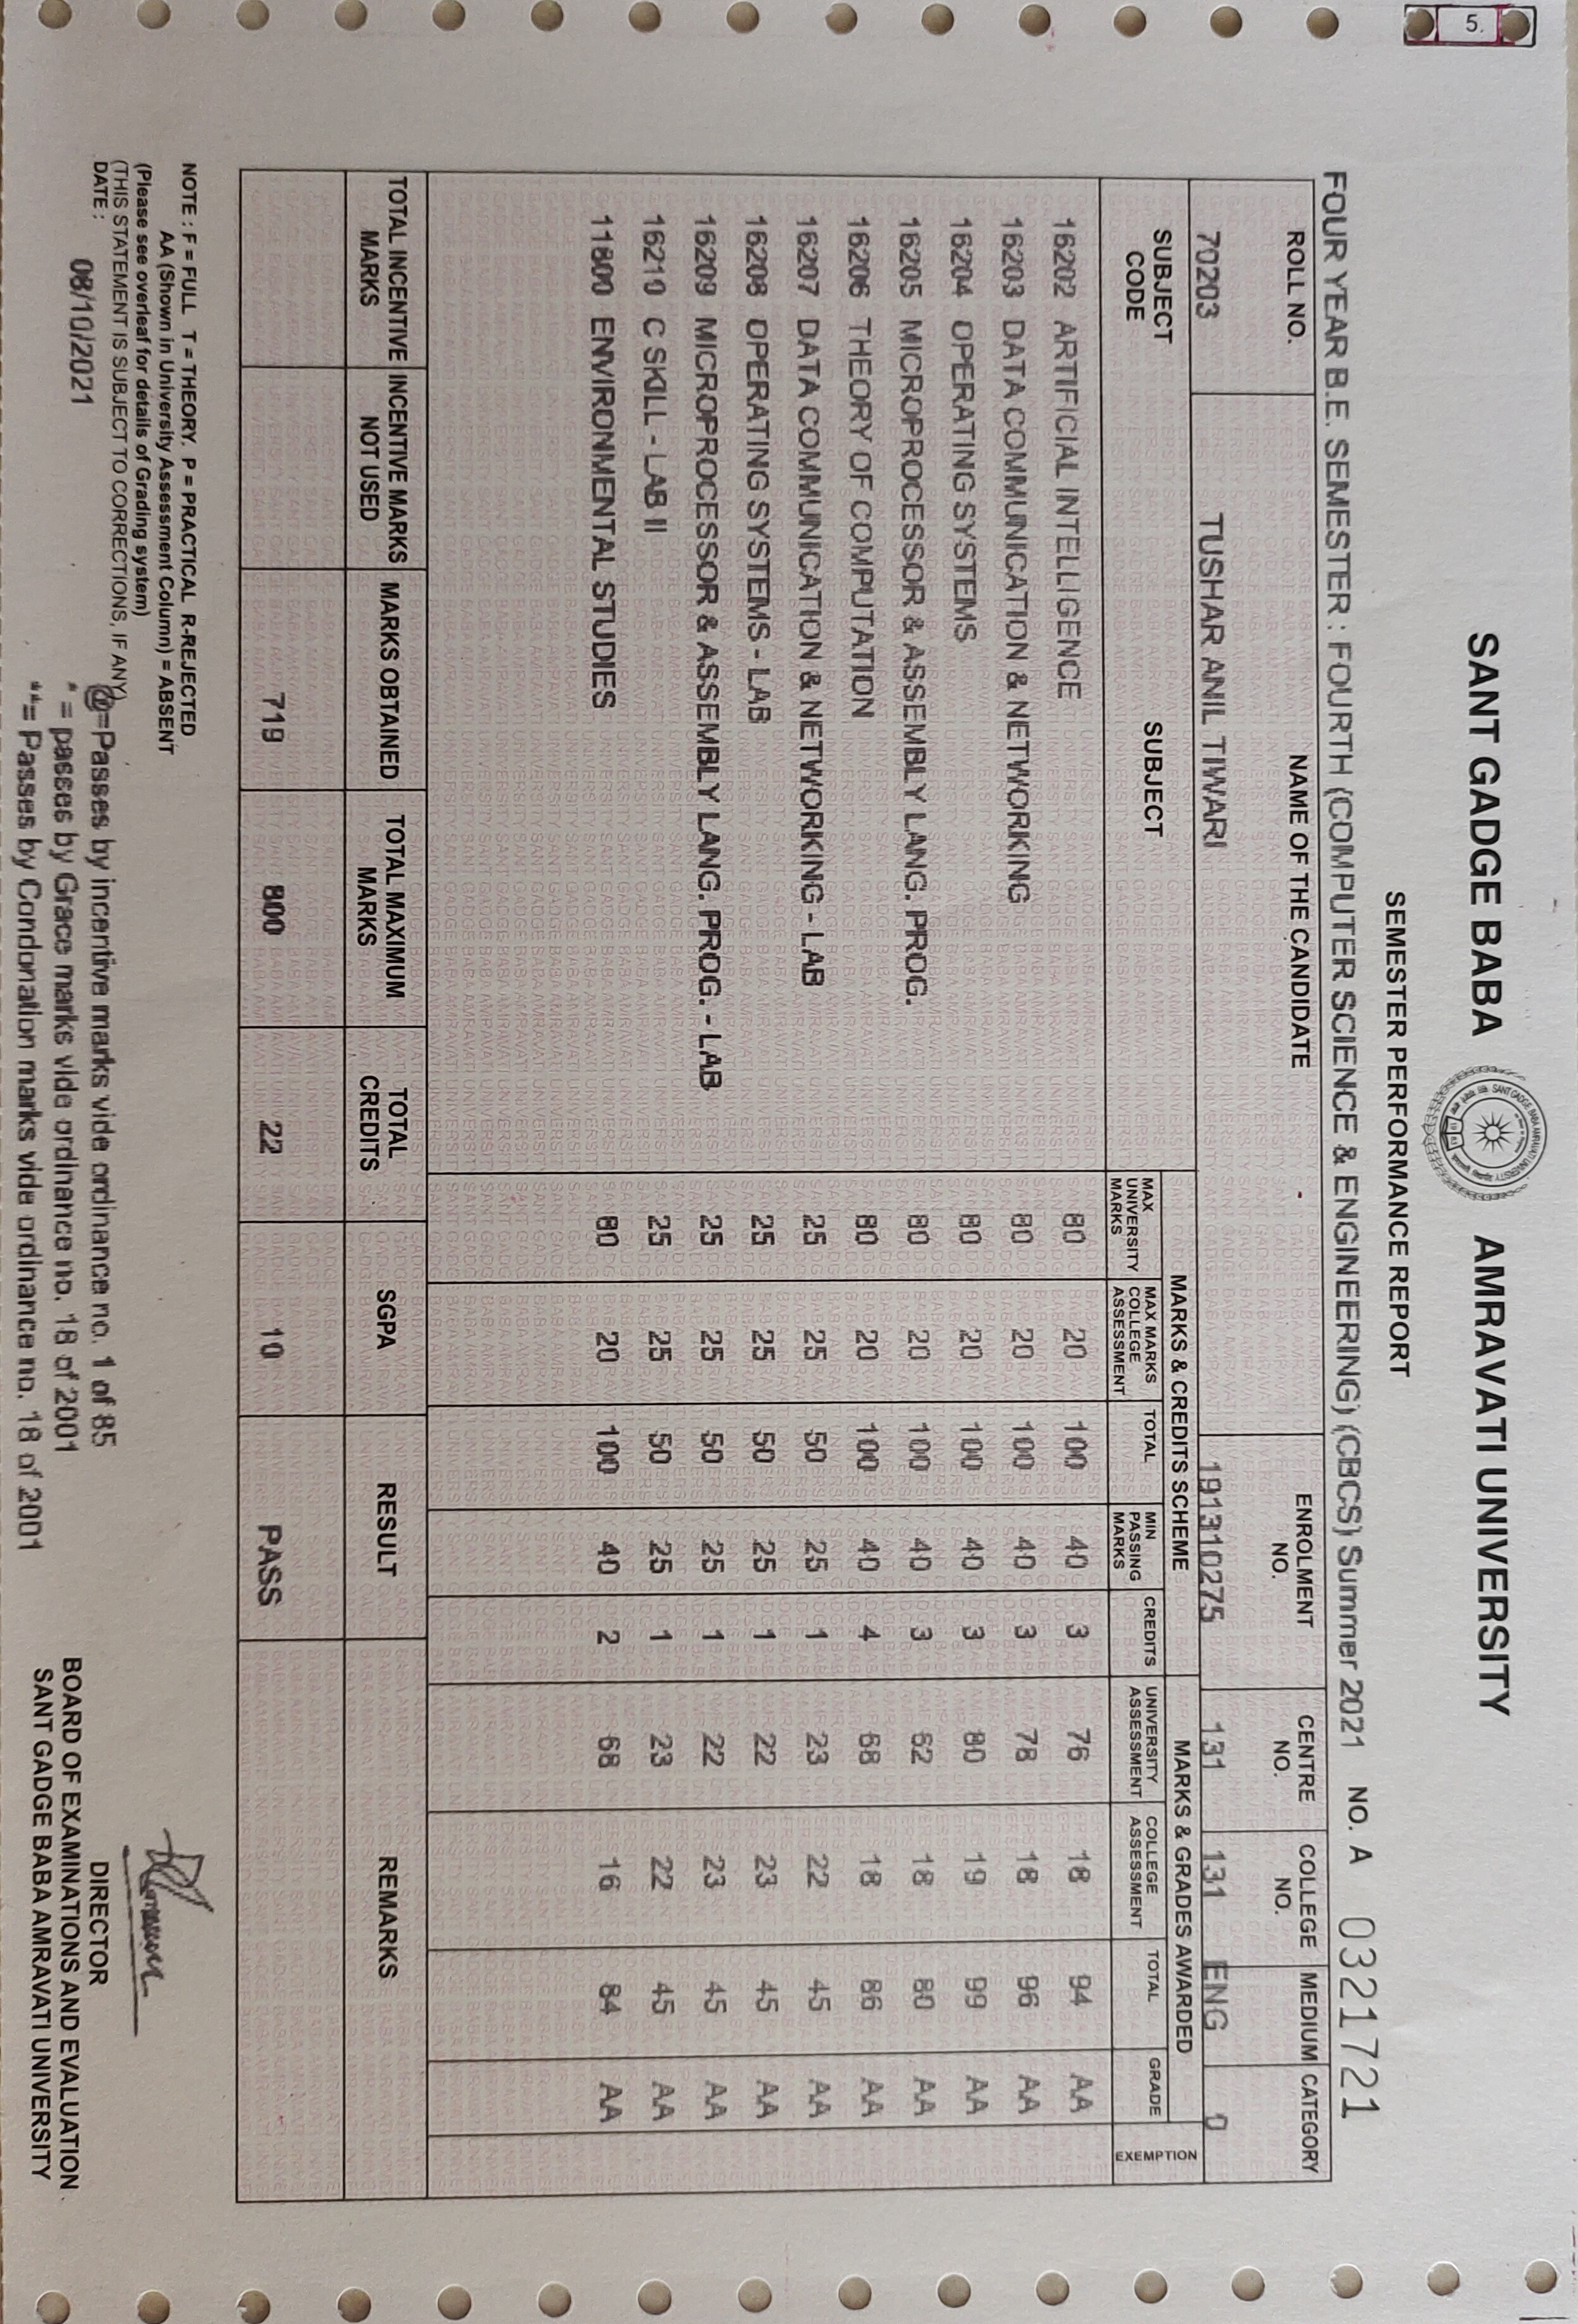 5.
SANT GADGE BABA AMRAVATI UNIVERSITY
SEMESTER PERFORMANCE REPORT
FOUR YEAR B.E. SEMESTER : FOURTH (COMPUTER SCIENCE & ENGINEERING) (CBCS) Summer 2021 NO. A 0321721
ROLL NO. NAME OF THE CANDIDATE ENROLMENT NO. CENTRE NO. COLLEGE NO. MEDIUM CATEGORY
70203 TUSHAR ANIL TIWARI 191310275 131 131 ENG 0
SUBJECT CODE SUBJECT MARKS & CREDITS SCHEME MARKS & GRADES AWARDED EXEMPTION
MAX UNIVERSITY MARKS MAX MARKS COLLEGE ASSESSMENT TOTAL MIN PASSING MARKS CREDITS UNIVERSITY ASSESSMENT COLLEGE ASSESSMENT TOTAL GRADE
16202 ARTIFICIAL INTELLIGENCE 80 20 100 40 3 76 18 94 AA
16203 DATA COMMUNICATION & NETWORKING 80 20 100 40 3 78 18 96 AA
16204 OPERATING SYSTEMS 80 20 100 40 3 80 19 99 AA
16205 MICROPROCESSOR & ASSEMBLY LANG. PROG. 80 20 100 40 3 62 18 80 AA
16206 THEORY OF COMPUTATION 80 20 100 40 4 68 18 86 AA
16207 DATA COMMUNICATION & NETWORKING - LAB 25 25 50 25 1 23 22 45 AA
16208 OPERATING SYSTEMS - LAB 25 25 50 25 1 22 23 45 AA
16209 MICROPROCESSOR & ASSEMBLY LANG. PROG. - LAB 25 25 50 25 1 22 23 45 AA
16210 C SKILL - LAB II 25 25 50 25 1 23 22 45 AA
11800 ENVIRONMENTAL STUDIES 80 20 100 40 2 68 16 84 AA
TOTAL INCENTIVE MARKS INCENTIVE MARKS NOT USED MARKS OBTAINED TOTAL MAXIMUM MARKS TOTAL CREDITS SGPA RESULT REMARKS
719 800 22 10 PASS
NOTE : F = FULL T = THEORY. P = PRACTICAL R-REJECTED
AA (Shown in University Assessment Column) = ABSENT
(Please see overleaf for details of Grading system)
(THIS STATEMENT IS SUBJECT TO CORRECTIONS, IF ANY)
DATE :
08/10/2021
@=Passes by incentive marks vide ordinance no. 1 of 85
* = passes by Grace marks vide ordinance no. 18 of 2001
**= Passes by Condonation marks vide ordinance no. 18 of 2001
DIRECTOR
BOARD OF EXAMINATIONS AND EVALUATION
SANT GADGE BABA AMRAVATI UNIVERSITY